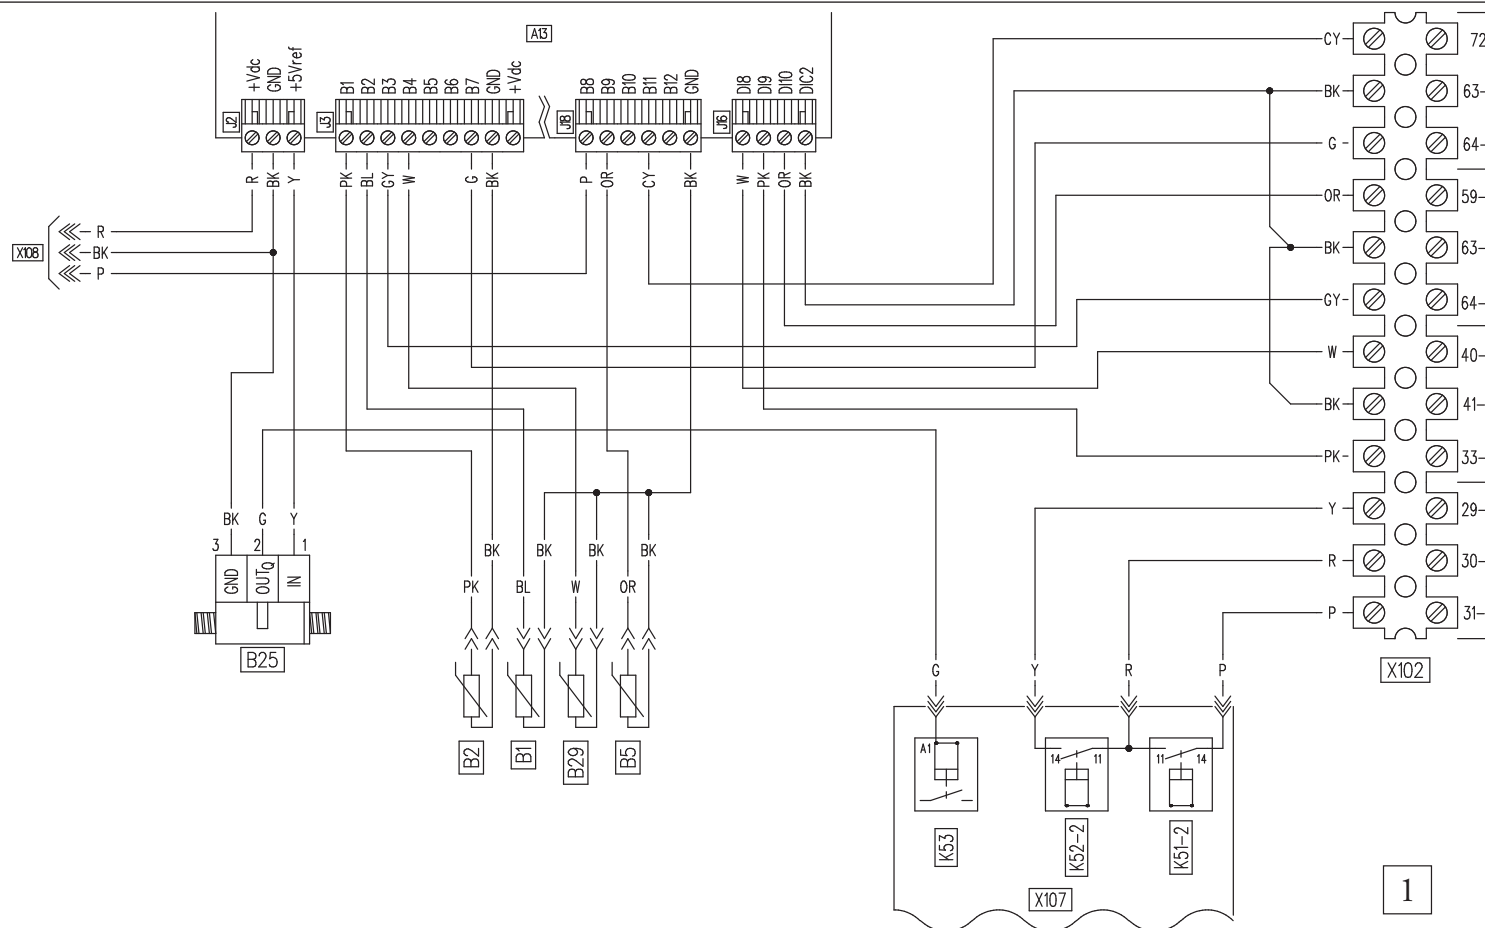 A13
+Vdc GND +5Vref
B1 B2 B3 B4 B5 B6 B7 GND +Vdc
B8 B9 B10 B11 B12 GND
DI8 DI9 DI10 DIC2
J2 J3 J18 J16
R BK Y
PK BL GY W G BK
P OR CY BK
W PK OR BK
X108
R
BK
P
CY 72
BK 63-
G 64-
OR 59-
BK 63-
GY 64-
W 40-
BK 41-
PK 33-
Y 29-
R 30-
P 31-
X102
BK G Y
3 2 1
GND OUTQ IN
B25
BK BK BK BK
PK BL W OR
B2 B1 B29 B5
G Y R P
A1
14 11
11 14
K53 K52-2 K51-2
X107
1